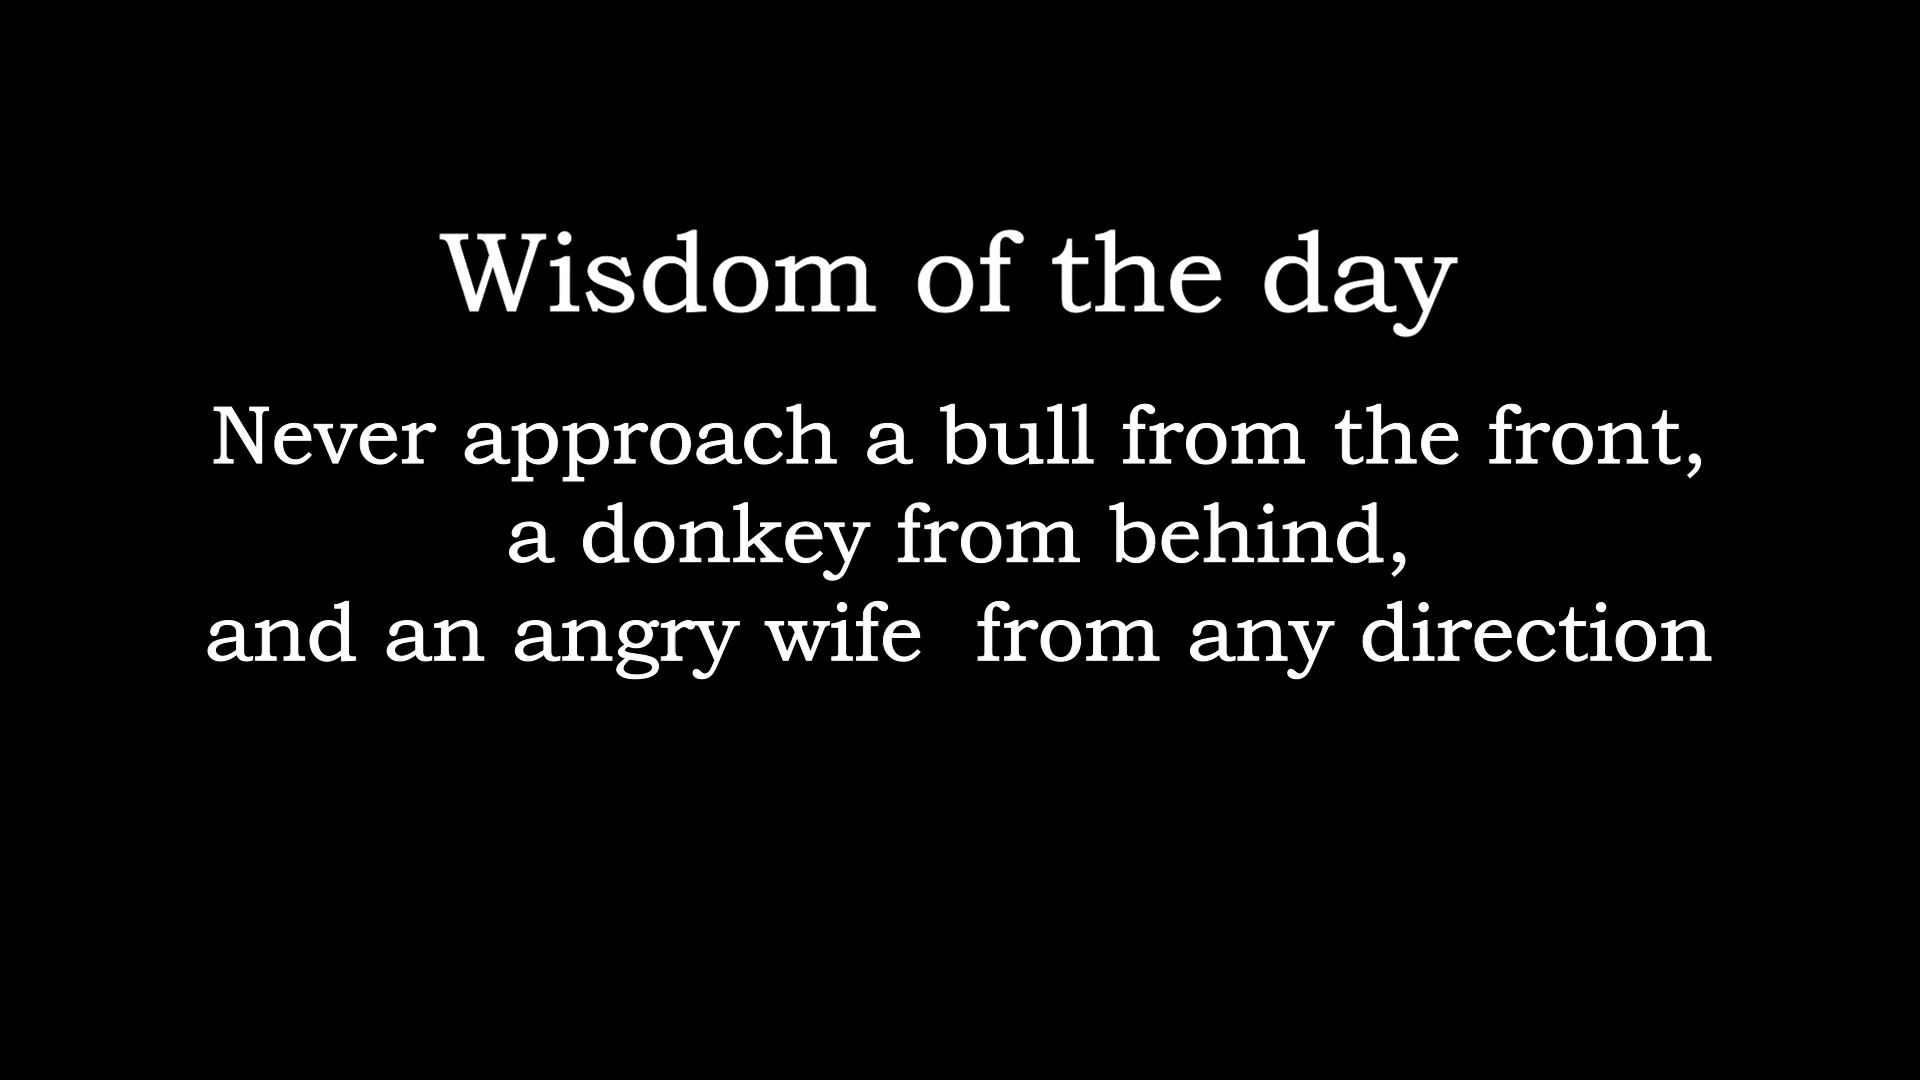 Wisdom of the day
Never approach a bull from the front,
a donkey from behind,
and an angry wife  from any direction